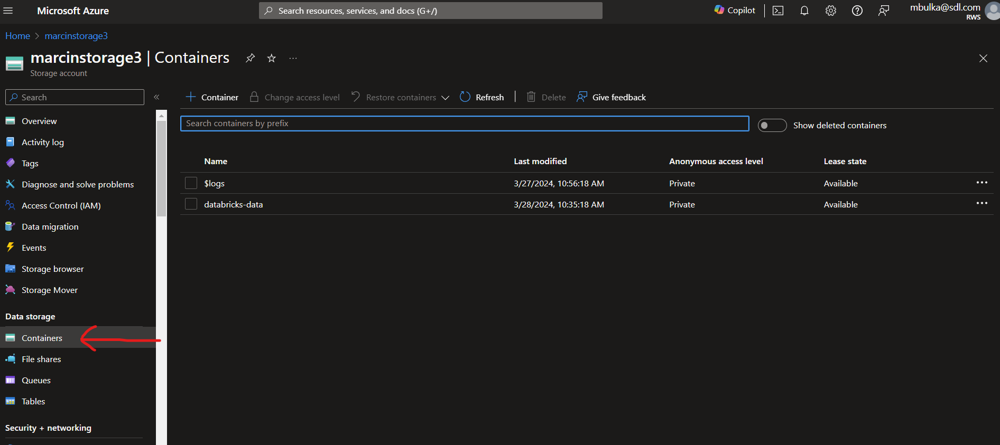 Microsoft Azure
Search resources, services, and docs (G+/)
Copilot
mbulka@sdl.com
RWS
Home > marcinstorage3
marcinstorage3 | Containers
Storage account
Search
Container
Change access level
Restore containers
Refresh
Delete
Give feedback
Search containers by prefix
Show deleted containers
Overview
Activity log
Tags
Diagnose and solve problems
Access Control (IAM)
Data migration
Events
Storage browser
Storage Mover
Data storage
Containers
File shares
Queues
Tables
Security + networking
Name Last modified Anonymous access level Lease state
$logs 3/27/2024, 10:56:18 AM Private Available
databricks-data 3/28/2024, 10:35:18 AM Private Available